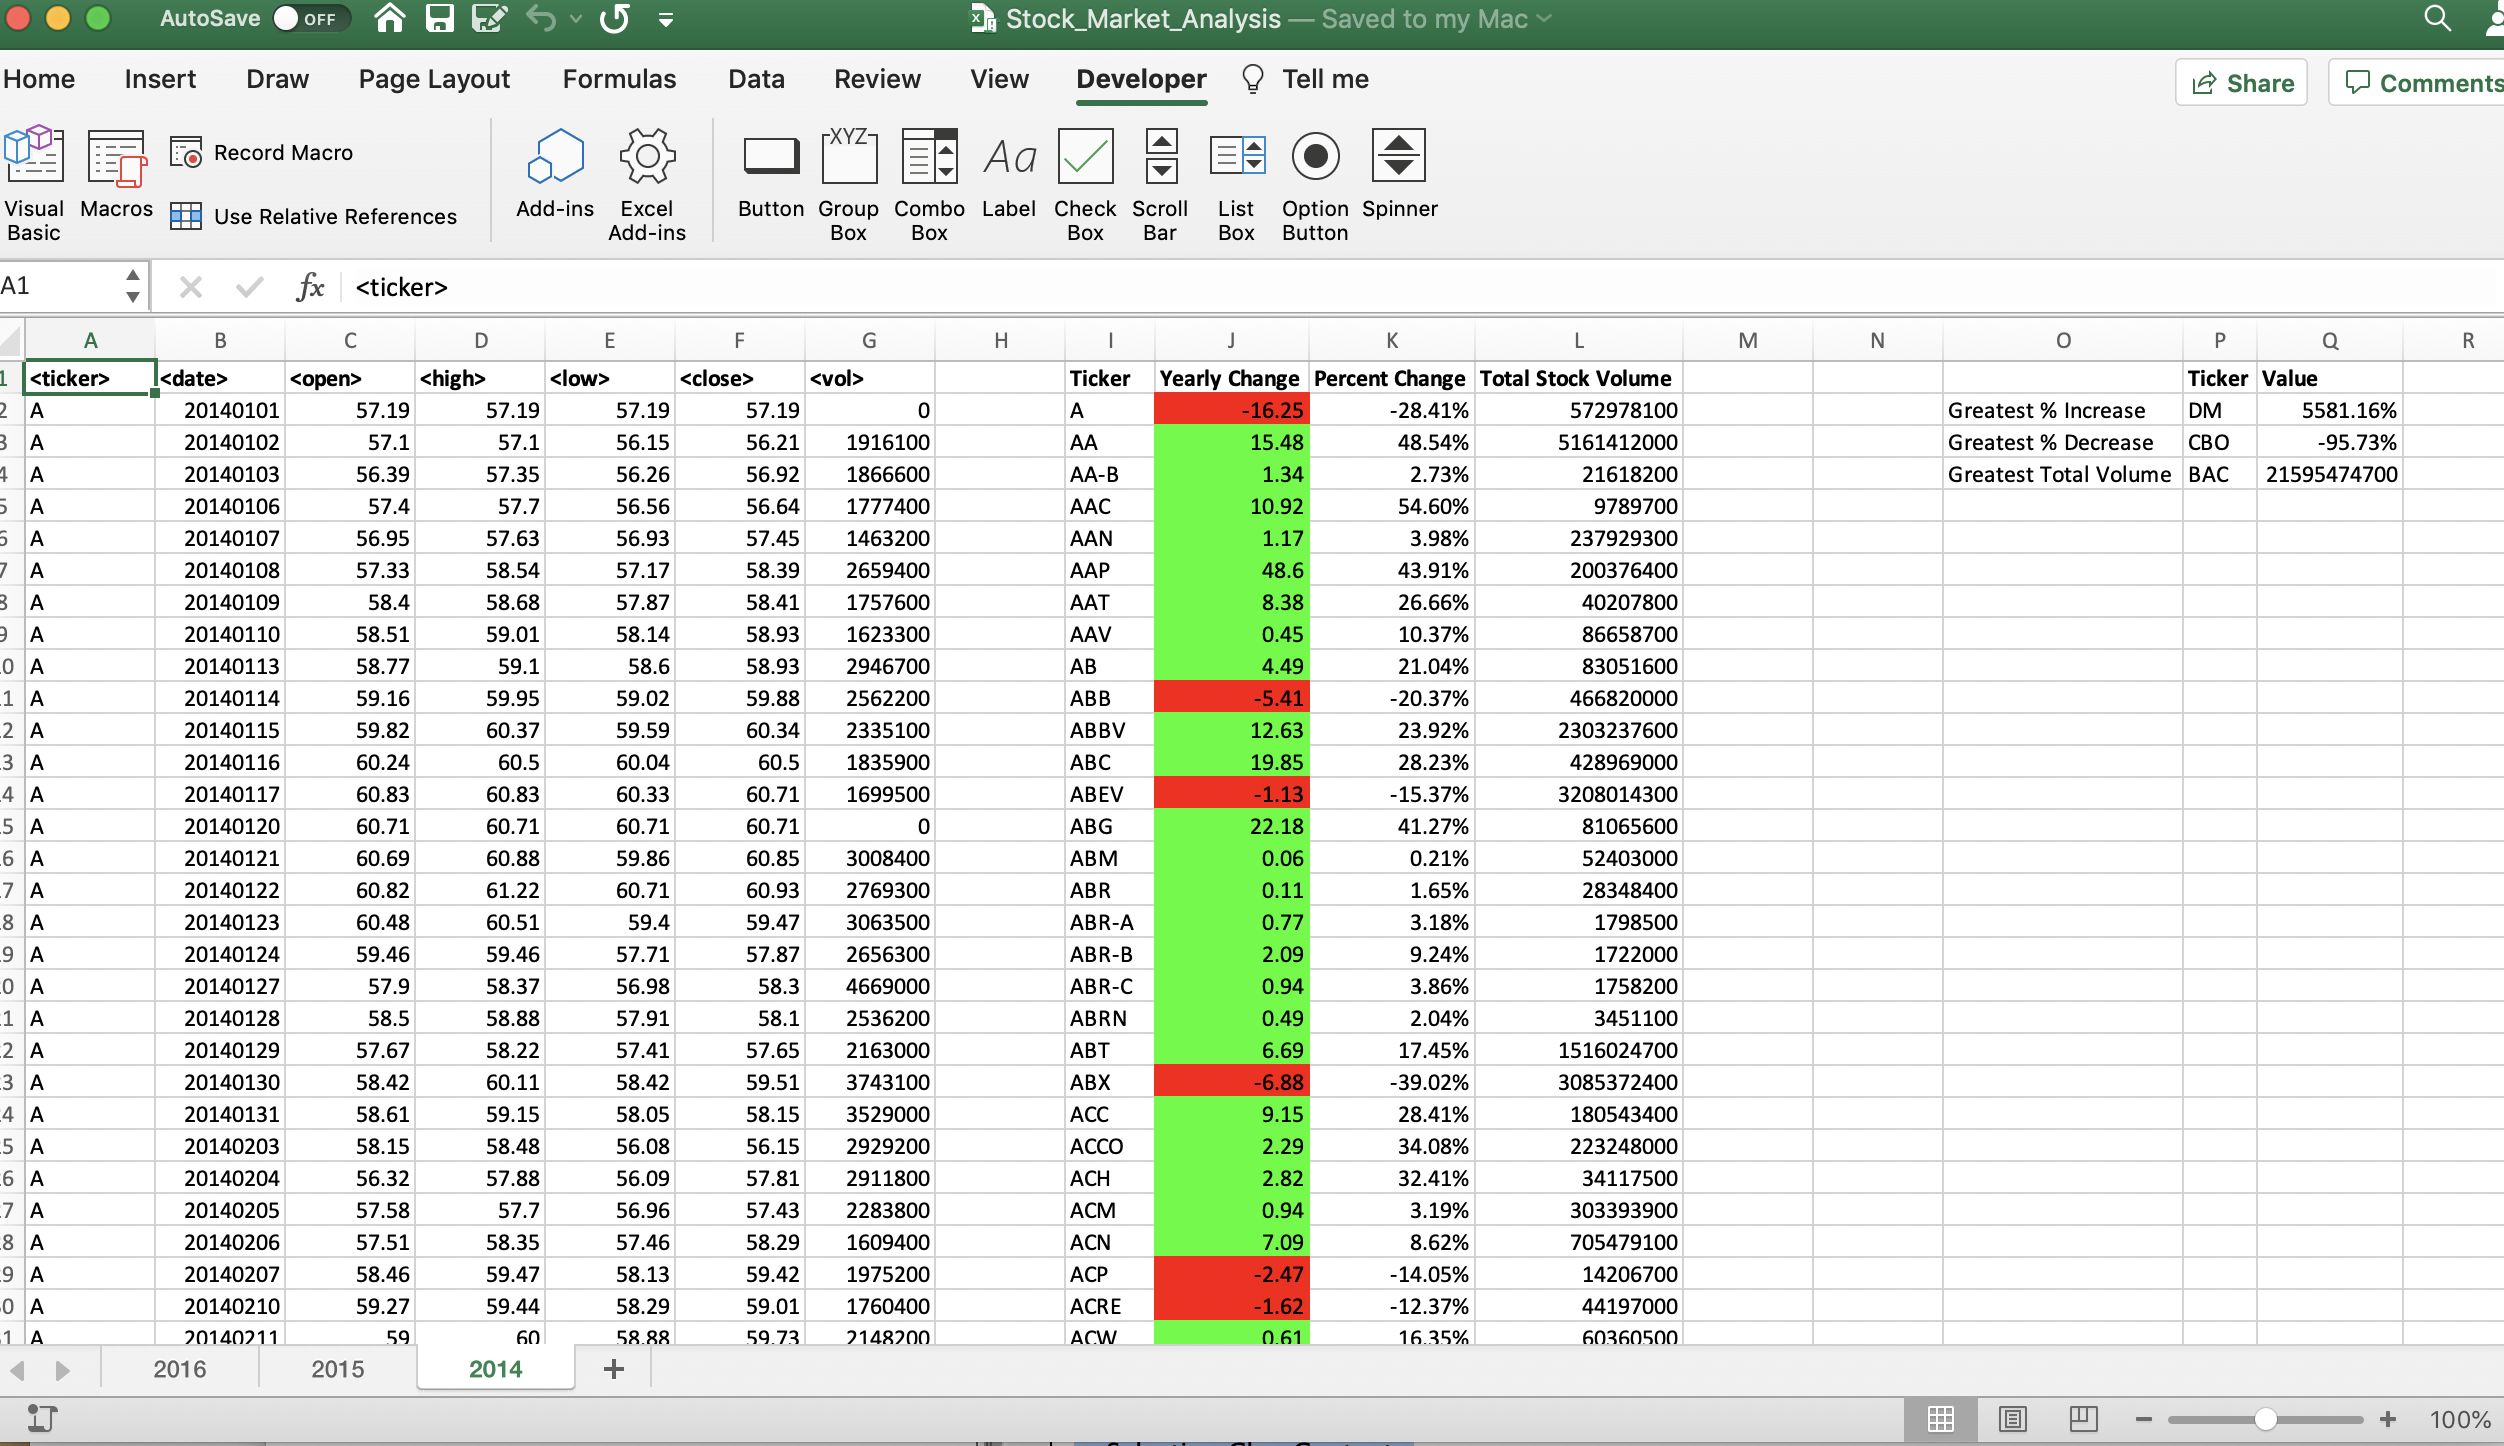 AutoSave OFF Stock_Market_Analysis — Saved to my Mac
Home Insert Draw Page Layout Formulas Data Review View Developer Tell me Share Comments
Visual Basic Macros Record Macro Use Relative References Add-ins Excel Add-ins Button XYZ Group Box Combo Box Aa Label Check Box Scroll Bar List Box Option Button Spinner
A1 fx <ticker>
A B C D E F G H I J K L M N O P Q R
1 <ticker> <date> <open> <high> <low> <close> <vol> Ticker Yearly Change Percent Change Total Stock Volume Ticker Value
2 A 20140101 57.19 57.19 57.19 57.19 0 A -16.25 -28.41% 572978100 Greatest % Increase DM 5581.16%
3 A 20140102 57.1 57.1 56.15 56.21 1916100 AA 15.48 48.54% 5161412000 Greatest % Decrease CBO -95.73%
4 A 20140103 56.39 57.35 56.26 56.92 1866600 AA-B 1.34 2.73% 21618200 Greatest Total Volume BAC 21595474700
5 A 20140106 57.4 57.7 56.56 56.64 1777400 AAC 10.92 54.60% 9789700
6 A 20140107 56.95 57.63 56.93 57.45 1463200 AAN 1.17 3.98% 237929300
7 A 20140108 57.33 58.54 57.17 58.39 2659400 AAP 48.6 43.91% 200376400
8 A 20140109 58.4 58.68 57.87 58.41 1757600 AAT 8.38 26.66% 40207800
9 A 20140110 58.51 59.01 58.14 58.93 1623300 AAV 0.45 10.37% 86658700
0 A 20140113 58.77 59.1 58.6 58.93 2946700 AB 4.49 21.04% 83051600
1 A 20140114 59.16 59.95 59.02 59.88 2562200 ABB -5.41 -20.37% 466820000
2 A 20140115 59.82 60.37 59.59 60.34 2335100 ABBV 12.63 23.92% 2303237600
3 A 20140116 60.24 60.5 60.04 60.5 1835900 ABC 19.85 28.23% 428969000
4 A 20140117 60.83 60.83 60.33 60.71 1699500 ABEV -1.13 -15.37% 3208014300
5 A 20140120 60.71 60.71 60.71 60.71 0 ABG 22.18 41.27% 81065600
6 A 20140121 60.69 60.88 59.86 60.85 3008400 ABM 0.06 0.21% 52403000
7 A 20140122 60.82 61.22 60.71 60.93 2769300 ABR 0.11 1.65% 28348400
8 A 20140123 60.48 60.51 59.4 59.47 3063500 ABR-A 0.77 3.18% 1798500
9 A 20140124 59.46 59.46 57.71 57.87 2656300 ABR-B 2.09 9.24% 1722000
0 A 20140127 57.9 58.37 56.98 58.3 4669000 ABR-C 0.94 3.86% 1758200
1 A 20140128 58.5 58.88 57.91 58.1 2536200 ABRN 0.49 2.04% 3451100
2 A 20140129 57.67 58.22 57.41 57.65 2163000 ABT 6.69 17.45% 1516024700
3 A 20140130 58.42 60.11 58.42 59.51 3743100 ABX -6.88 -39.02% 3085372400
4 A 20140131 58.61 59.15 58.05 58.15 3529000 ACC 9.15 28.41% 180543400
5 A 20140203 58.15 58.48 56.08 56.15 2929200 ACCO 2.29 34.08% 223248000
6 A 20140204 56.32 57.88 56.09 57.81 2911800 ACH 2.82 32.41% 34117500
7 A 20140205 57.58 57.7 56.96 57.43 2283800 ACM 0.94 3.19% 303393900
8 A 20140206 57.51 58.35 57.46 58.29 1609400 ACN 7.09 8.62% 705479100
9 A 20140207 58.46 59.47 58.13 59.42 1975200 ACP -2.47 -14.05% 14206700
0 A 20140210 59.27 59.44 58.29 59.01 1760400 ACRE -1.62 -12.37% 44197000
1 A 20140211 59 60 58.88 59.73 2148200 ACW 0.61 16.35% 60360500
2016 2015 2014
100%